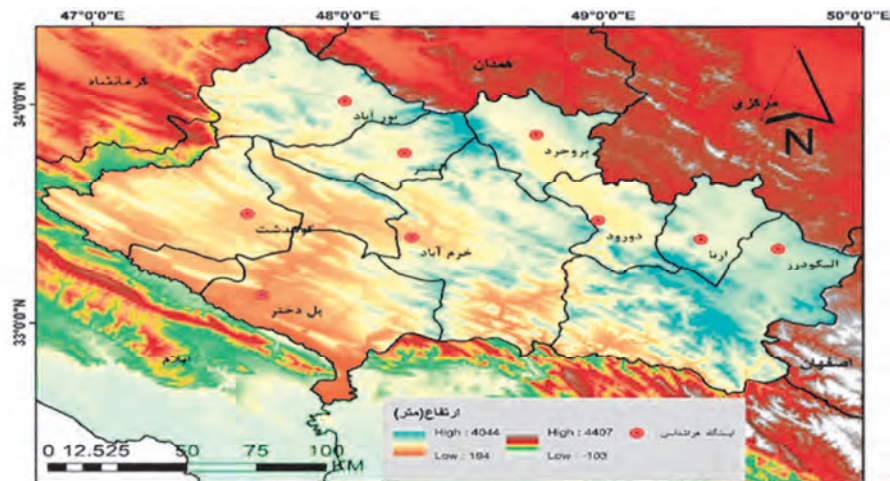 47°0'0"E 48°0'0"E 49°0'0"E 50°0'0"E
34°0'0"N
33°0'0"N
کرمانشاه
همدان
مرکزی
N
نور آباد
الشتر
بروجرد
کوهدشت
خرم آباد
دورود
ازنا
الیگودرز
پل دختر
ایلام
اصفهان
ارتفاع(متر)
High : 4044
Low : 194
High : 4407
Low : -103
ایستگاه هواشناسی
0 12.525 50 75 100
KM